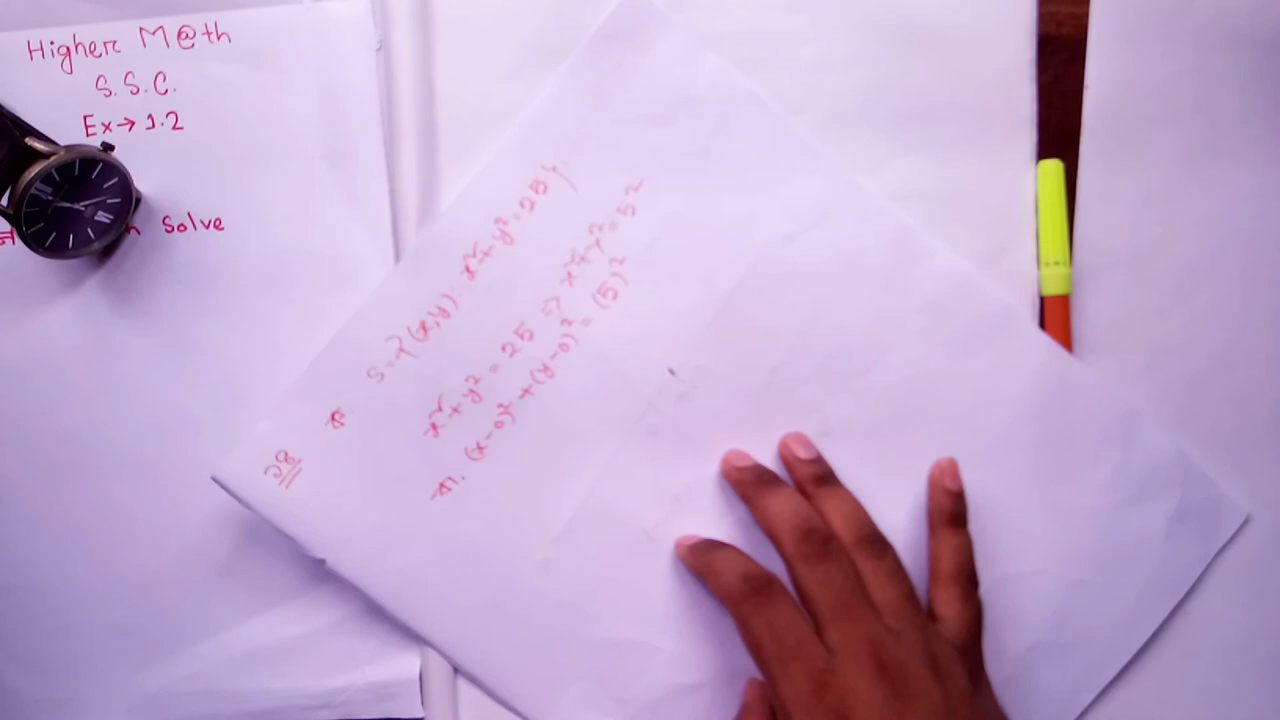 Higher M@th
S.S.C.
Ex→1.2
Solve
S={(x,y): x²+y²=25}
x²+y²=25 ⇒ x²+y²=5²
বা, (x-0)²+(y-0)²=(5)²